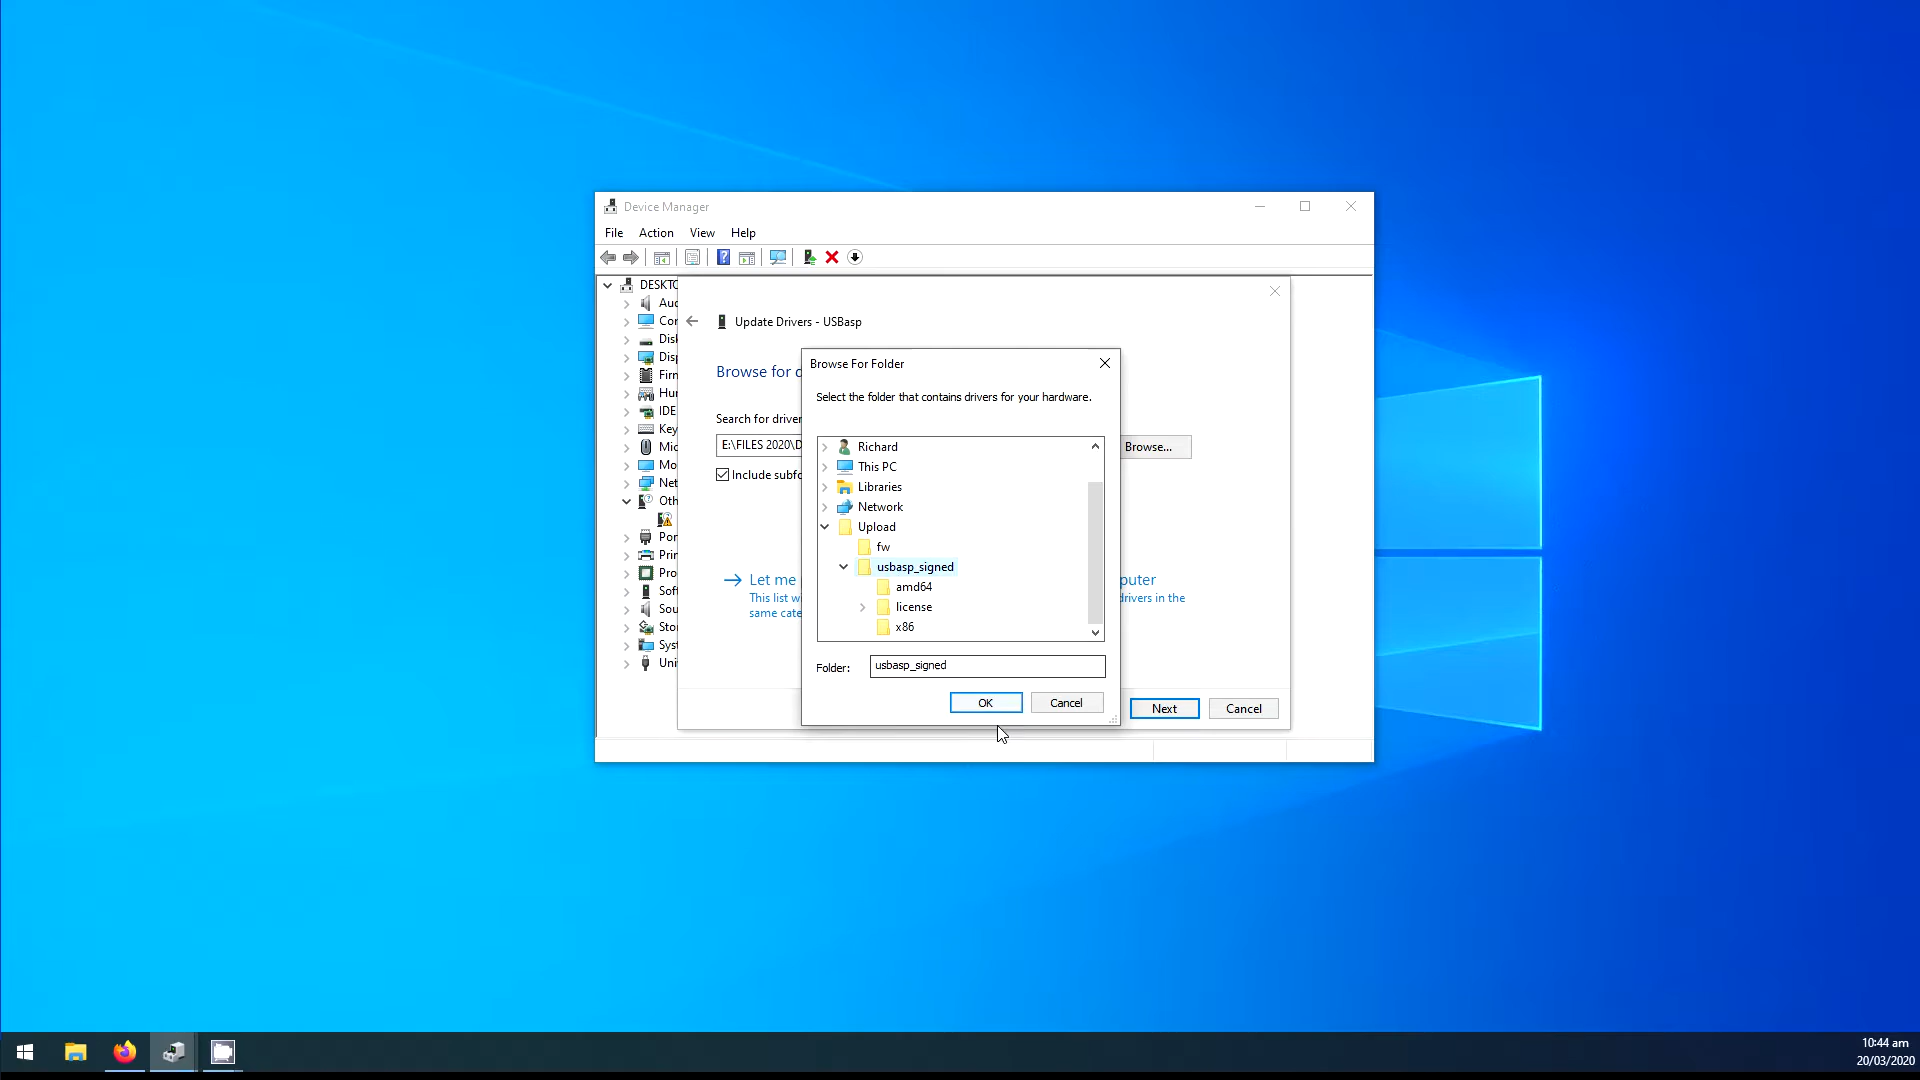 Device Manager
File Action View Help
DESKTO
Auc
Cor
Disk
Disp
Firn
Hur
IDE
Key
Mic
Mo
Net
Oth
Por
Prin
Pro
Soft
Sou
Sto
Syst
Uni
Update Drivers - USBasp
Browse for d
Search for driver
E:\FILES 2020\D
Browse...
Include subfo
Let me
puter
This list w
drivers in the
same cate
Next
Cancel
Browse For Folder
Select the folder that contains drivers for your hardware.
Richard
This PC
Libraries
Network
Upload
fw
usbasp_signed
amd64
license
x86
Folder:
usbasp_signed
OK
Cancel
10:44 am
20/03/2020